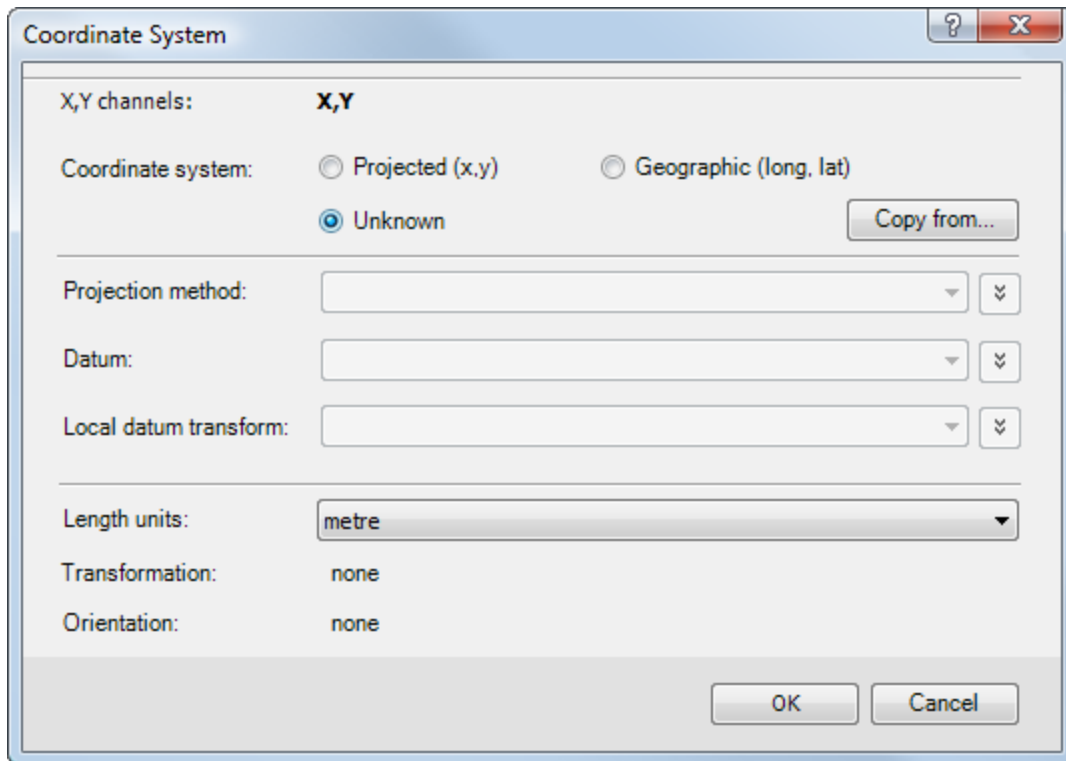 Coordinate System
X,Y channels: X,Y
Coordinate system: Projected (x,y) Geographic (long, lat)
Unknown Copy from...
Projection method:
Datum:
Local datum transform:
Length units: metre
Transformation: none
Orientation: none
OK Cancel